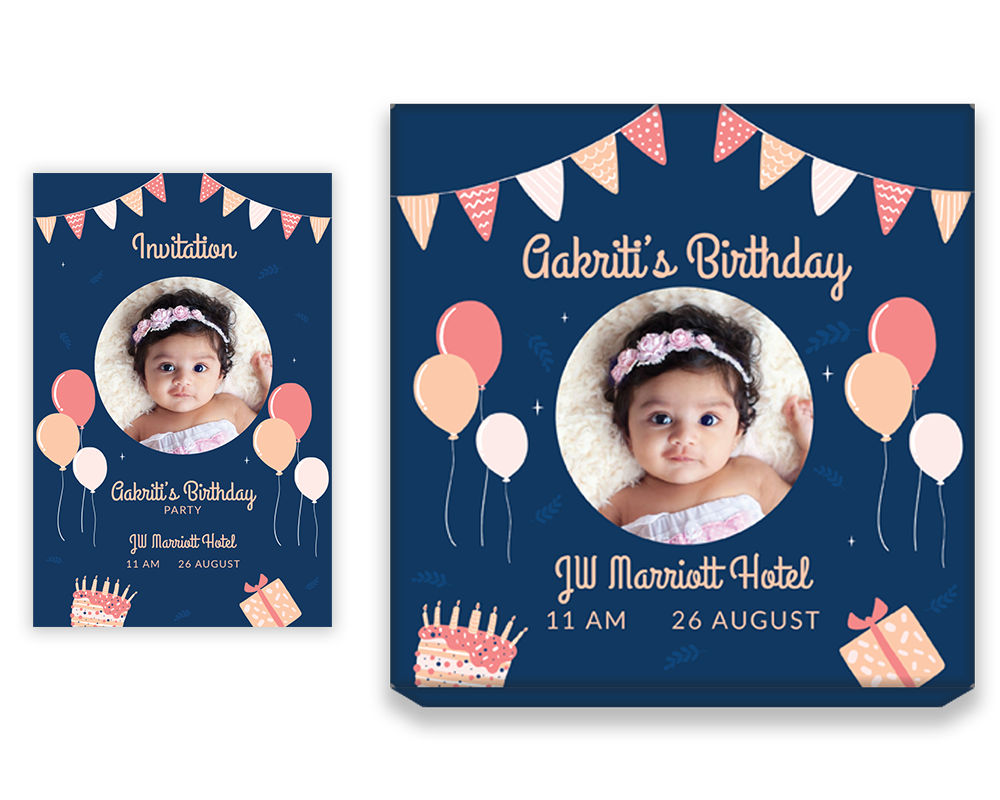 Invitation
Aakriti's Birthday
PARTY
JW Marriott Hotel
11 AM 26 AUGUST
Aakriti's Birthday
JW Marriott Hotel
11 AM 26 AUGUST